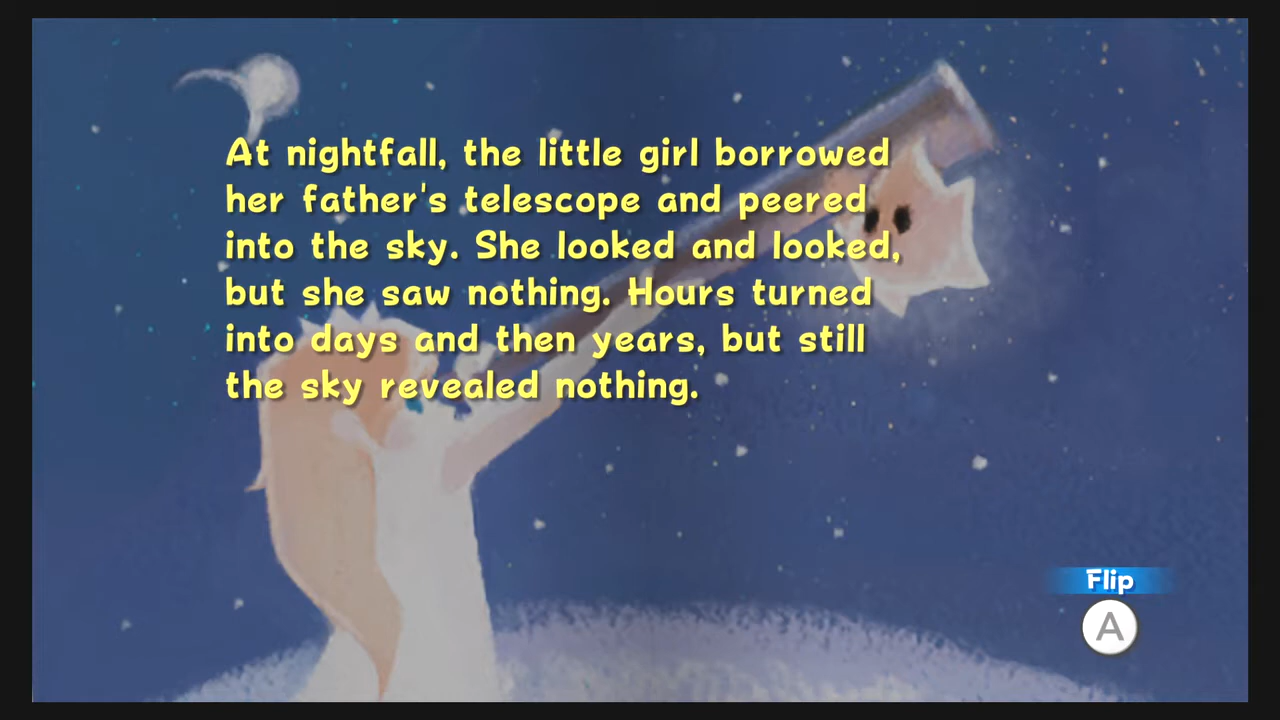 At nightfall, the little girl borrowed
her father's telescope and peered
into the sky. She looked and looked,
but she saw nothing. Hours turned
into days and then years, but still
the sky revealed nothing.
Flip
A